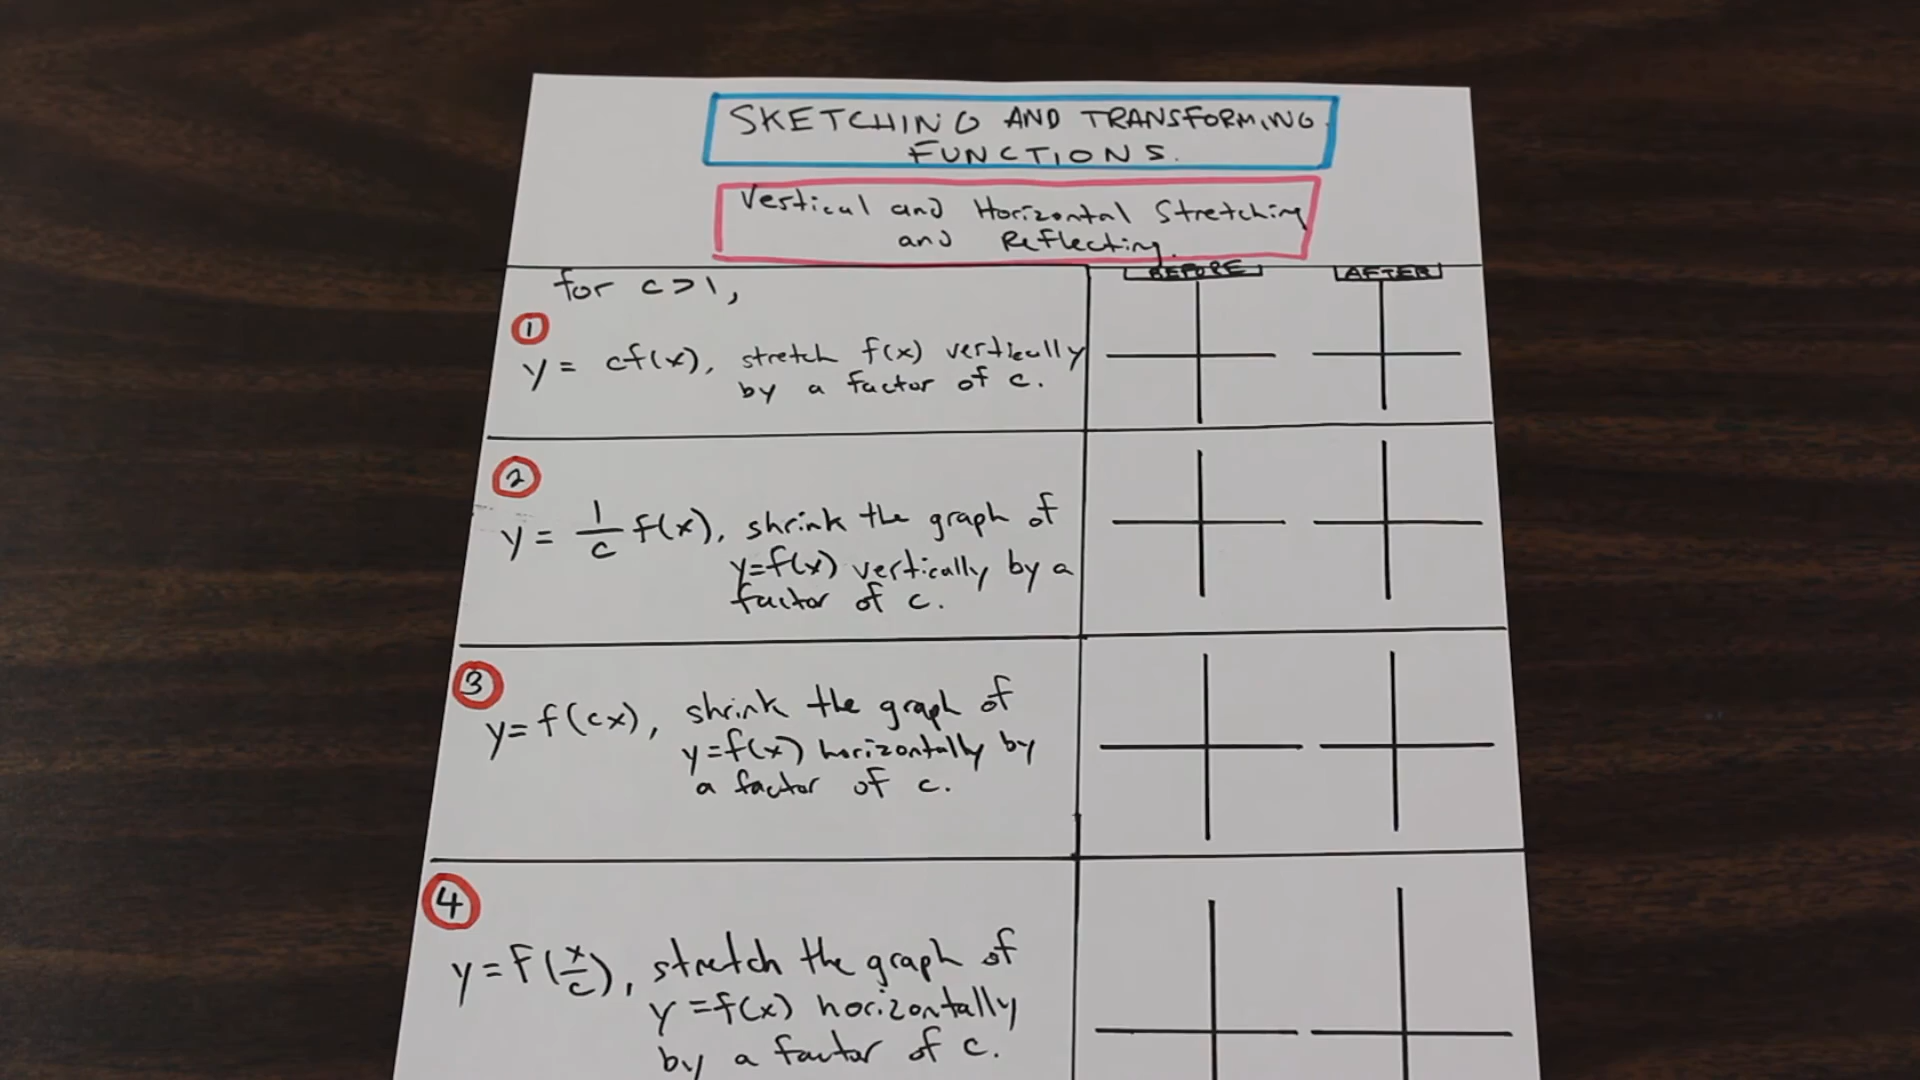 SKETCHING AND TRANSFORMING
FUNCTIONS.
Vertical and Horizontal Stretching
and Reflecting.
for c>1,
BEFORE
AFTER
1
y = cf(x), stretch f(x) vertically
by a factor of c.
2
y = 1/c f(x), shrink the graph of
y=f(x) vertically by a
factor of c.
3
y=f(cx), shrink the graph of
y=f(x) horizontally by
a factor of c.
4
y=f(x/c), stretch the graph of
y=f(x) horizontally
by a factor of c.